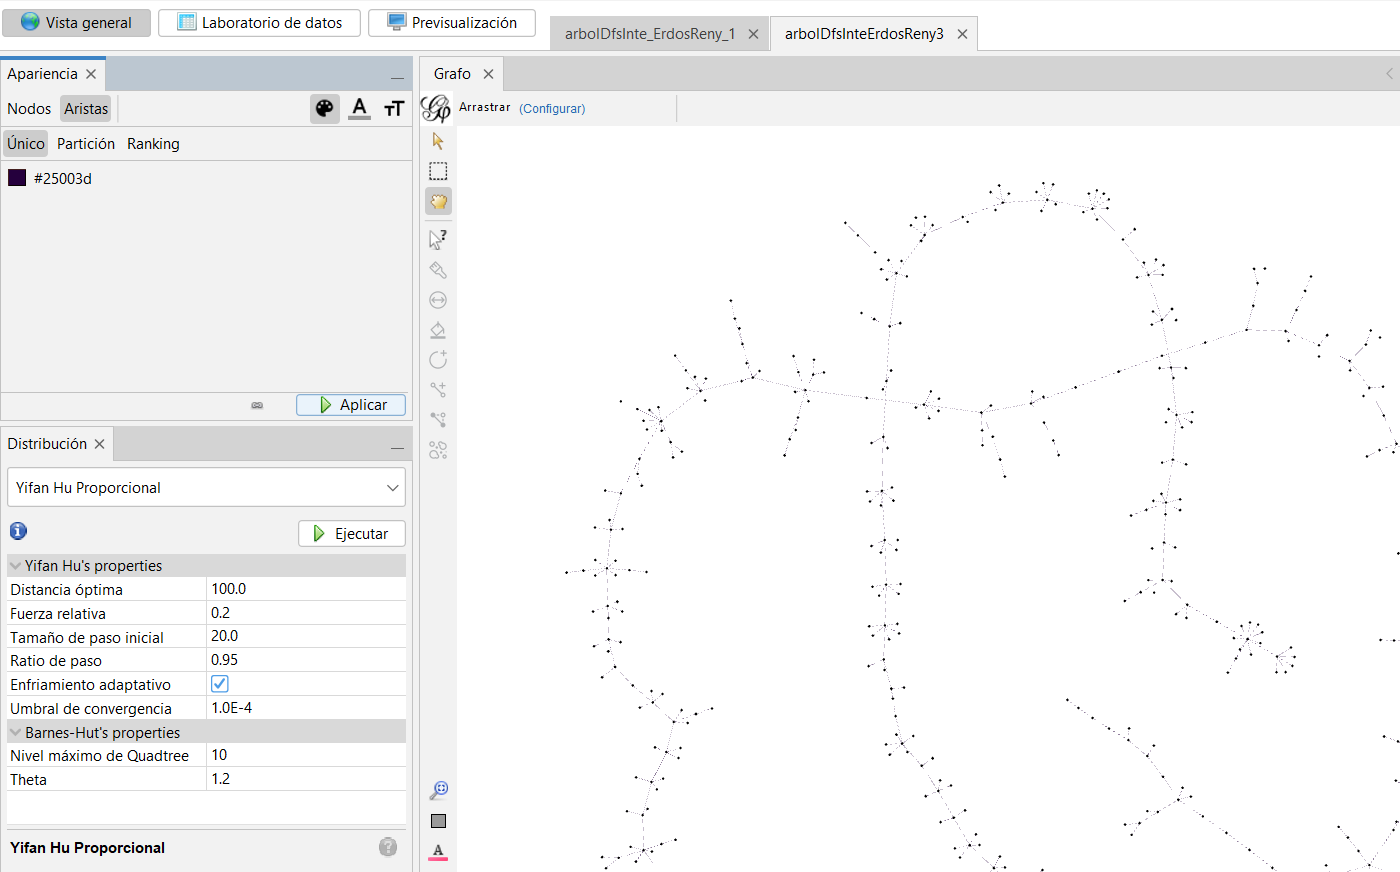 Vista general
Laboratorio de datos
Previsualización
arbolDfsInte_ErdosReny_1
arbolDfsInteErdosReny3
Apariencia
Nodos
Aristas
A
TT
Único
Partición
Ranking
#25003d
Aplicar
Distribución
Yifan Hu Proporcional
Ejecutar
Yifan Hu's properties
Distancia óptima 100.0
Fuerza relativa 0.2
Tamaño de paso inicial 20.0
Ratio de paso 0.95
Enfriamiento adaptativo
Umbral de convergencia 1.0E-4
Barnes-Hut's properties
Nivel máximo de Quadtree 10
Theta 1.2
Yifan Hu Proporcional
?
Grafo
Arrastrar (Configurar)
?
A